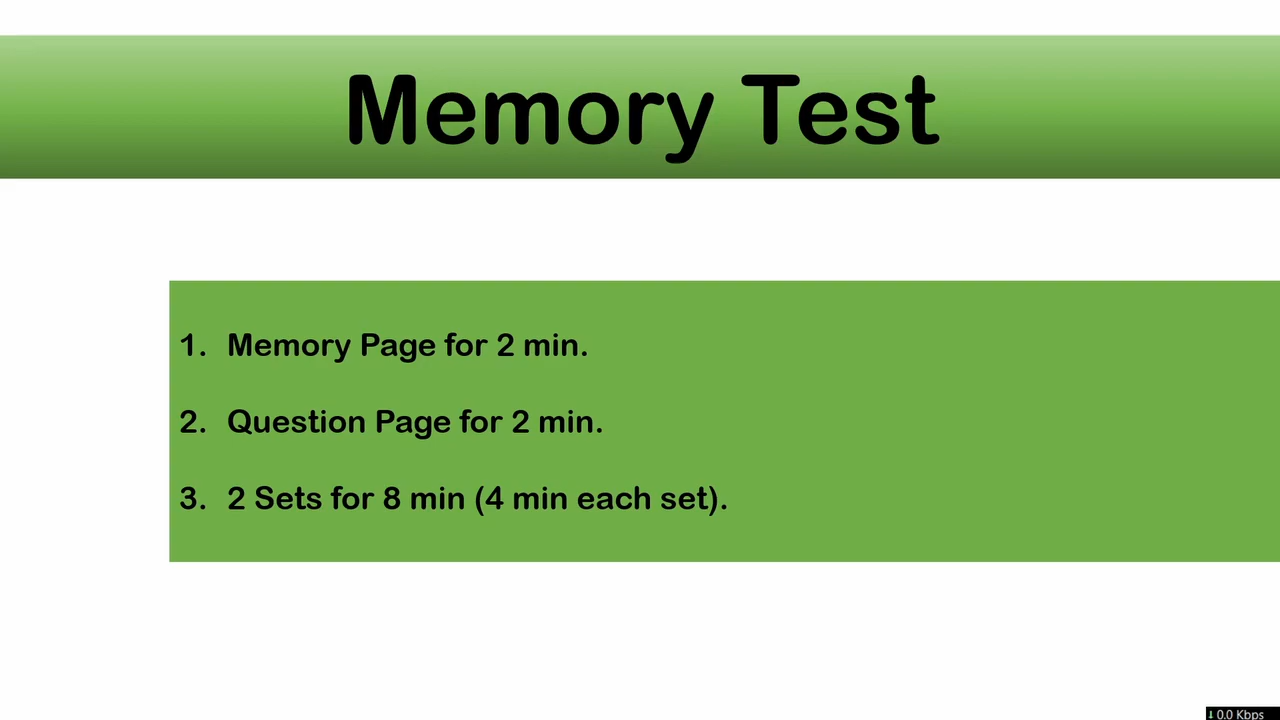 Memory Test
1. Memory Page for 2 min.
2. Question Page for 2 min.
3. 2 Sets for 8 min (4 min each set).
⬇ 0.0 Kbps